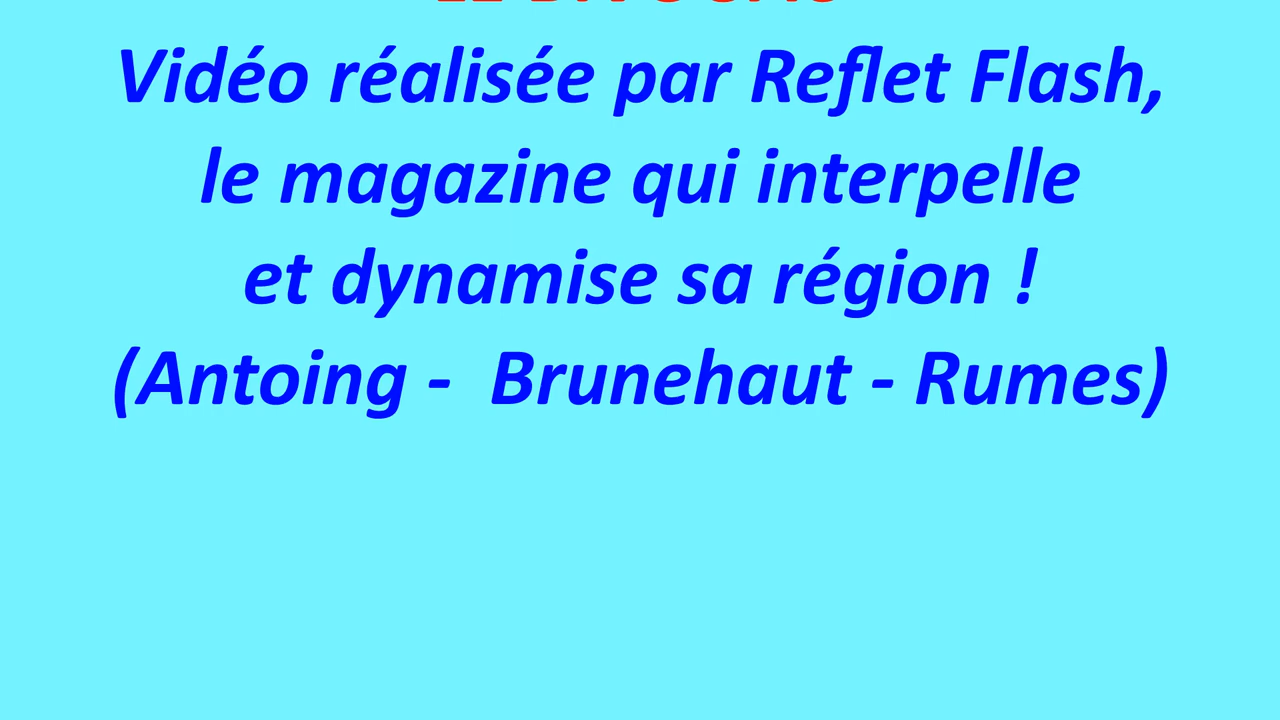 Vidéo réalisée par Reflet Flash,
le magazine qui interpelle
et dynamise sa région !
(Antoing - Brunehaut - Rumes)